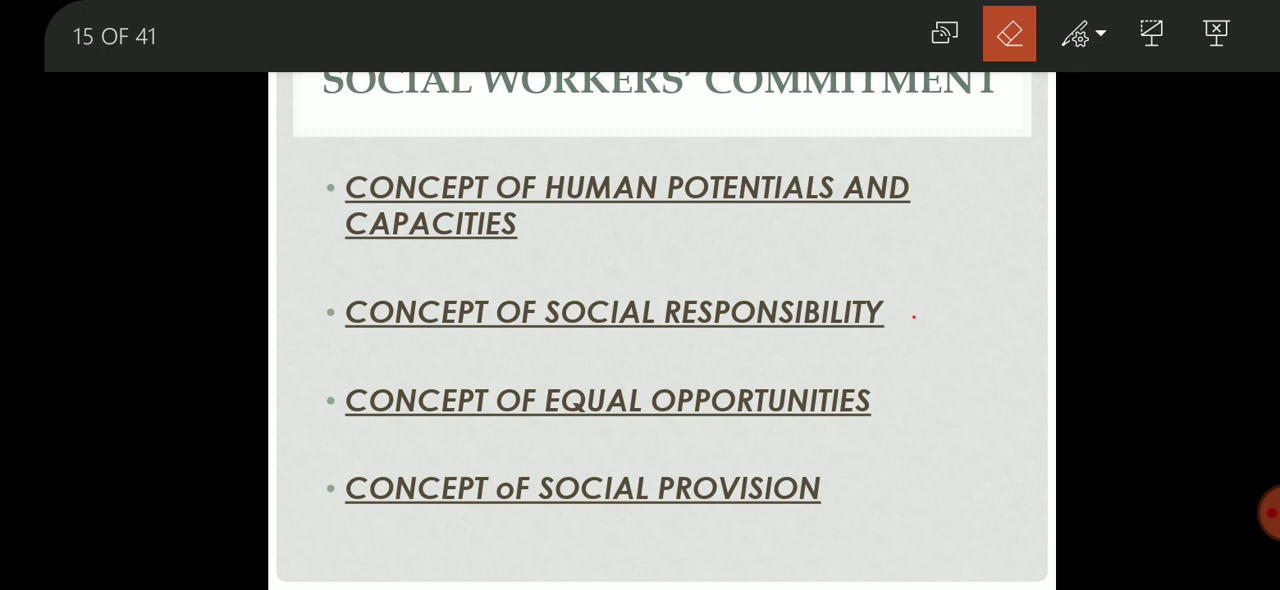 15 OF 41
SOCIAL WORKERS' COMMITMENT
• CONCEPT OF HUMAN POTENTIALS AND
CAPACITIES
• CONCEPT OF SOCIAL RESPONSIBILITY
• CONCEPT OF EQUAL OPPORTUNITIES
• CONCEPT oF SOCIAL PROVISION